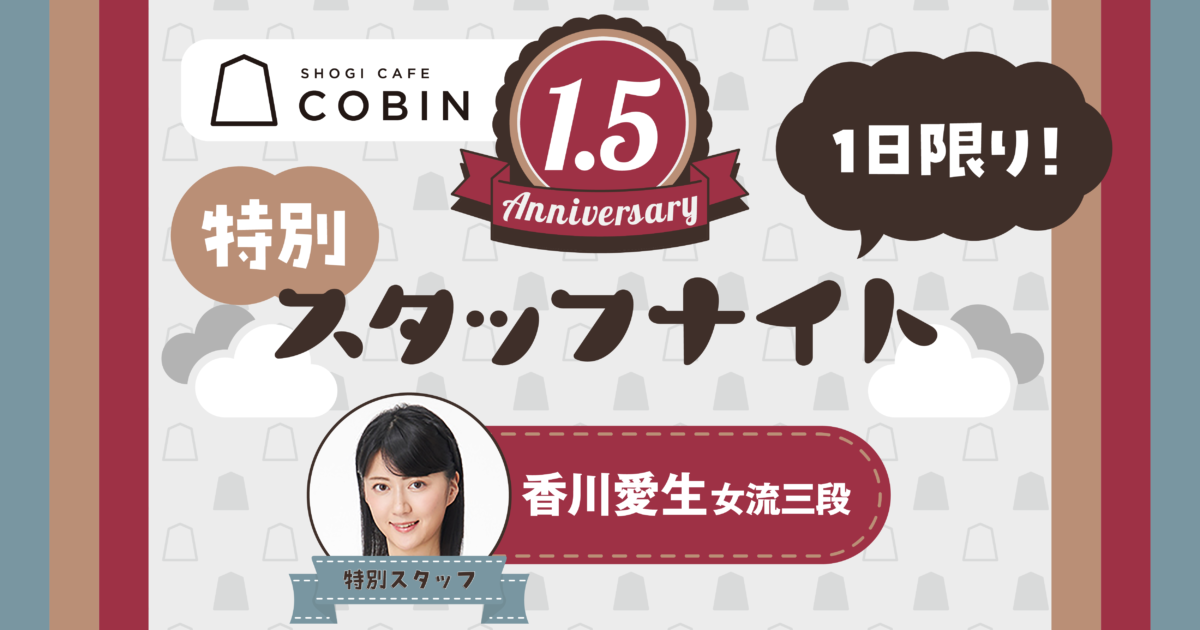 SHOGI CAFE
COBIN
1.5
Anniversary
1日限り!
特別
スタッフナイト
香川愛生女流三段
特別スタッフ